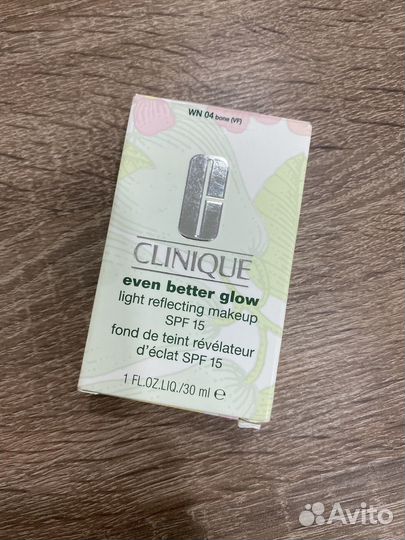 WN 04 bone (VF)
CLINIQUE
even better glow
light reflecting makeup
SPF 15
fond de teint révélateur
d'éclat SPF 15
1 FL.OZ.LIQ./30 ml ℮
Avito